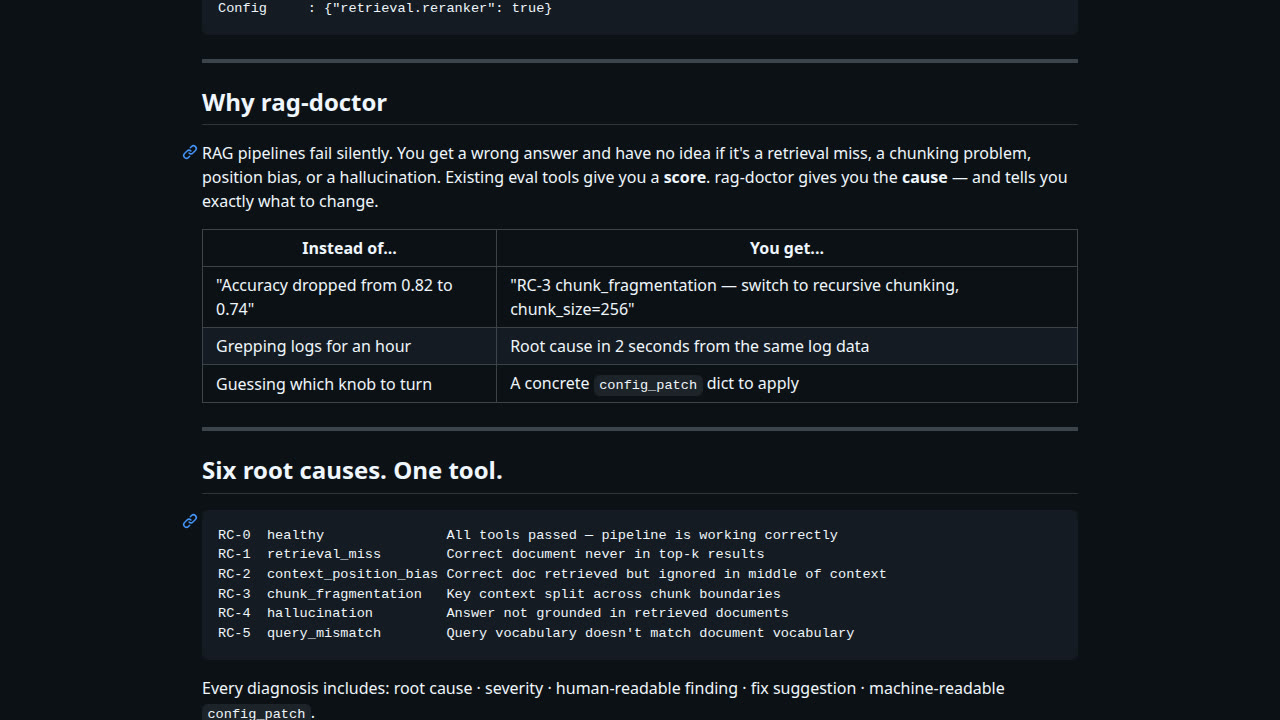 Config     : {"retrieval.reranker": true}
Why rag-doctor
RAG pipelines fail silently. You get a wrong answer and have no idea if it's a retrieval miss, a chunking problem,
position bias, or a hallucination. Existing eval tools give you a score. rag-doctor gives you the cause — and tells you
exactly what to change.
Instead of... You get...
"Accuracy dropped from 0.82 to
0.74"
"RC-3 chunk_fragmentation — switch to recursive chunking,
chunk_size=256"
Grepping logs for an hour Root cause in 2 seconds from the same log data
Guessing which knob to turn A concrete config_patch dict to apply
Six root causes. One tool.
RC-0  healthy               All tools passed — pipeline is working correctly
RC-1  retrieval_miss        Correct document never in top-k results
RC-2  context_position_bias Correct doc retrieved but ignored in middle of context
RC-3  chunk_fragmentation   Key context split across chunk boundaries
RC-4  hallucination         Answer not grounded in retrieved documents
RC-5  query_mismatch        Query vocabulary doesn't match document vocabulary
Every diagnosis includes: root cause · severity · human-readable finding · fix suggestion · machine-readable
config_patch.